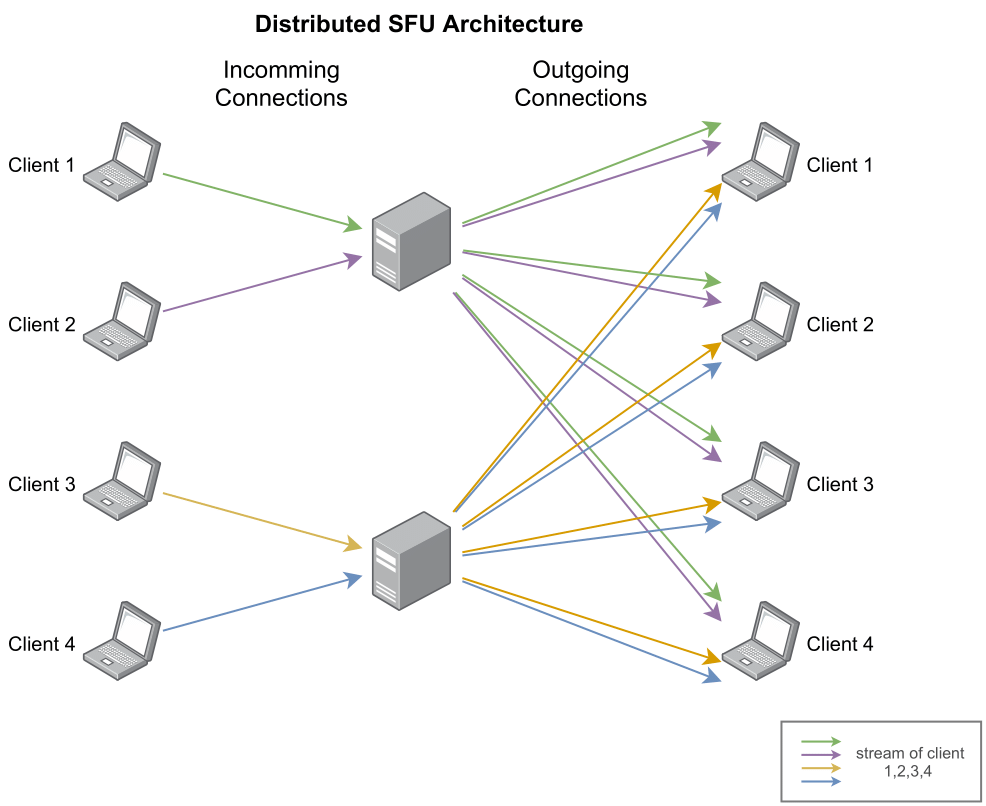 Distributed SFU Architecture
Incomming
Connections
Outgoing
Connections
Client 1
Client 1
Client 2
Client 2
Client 3
Client 3
Client 4
Client 4
stream of client
1,2,3,4